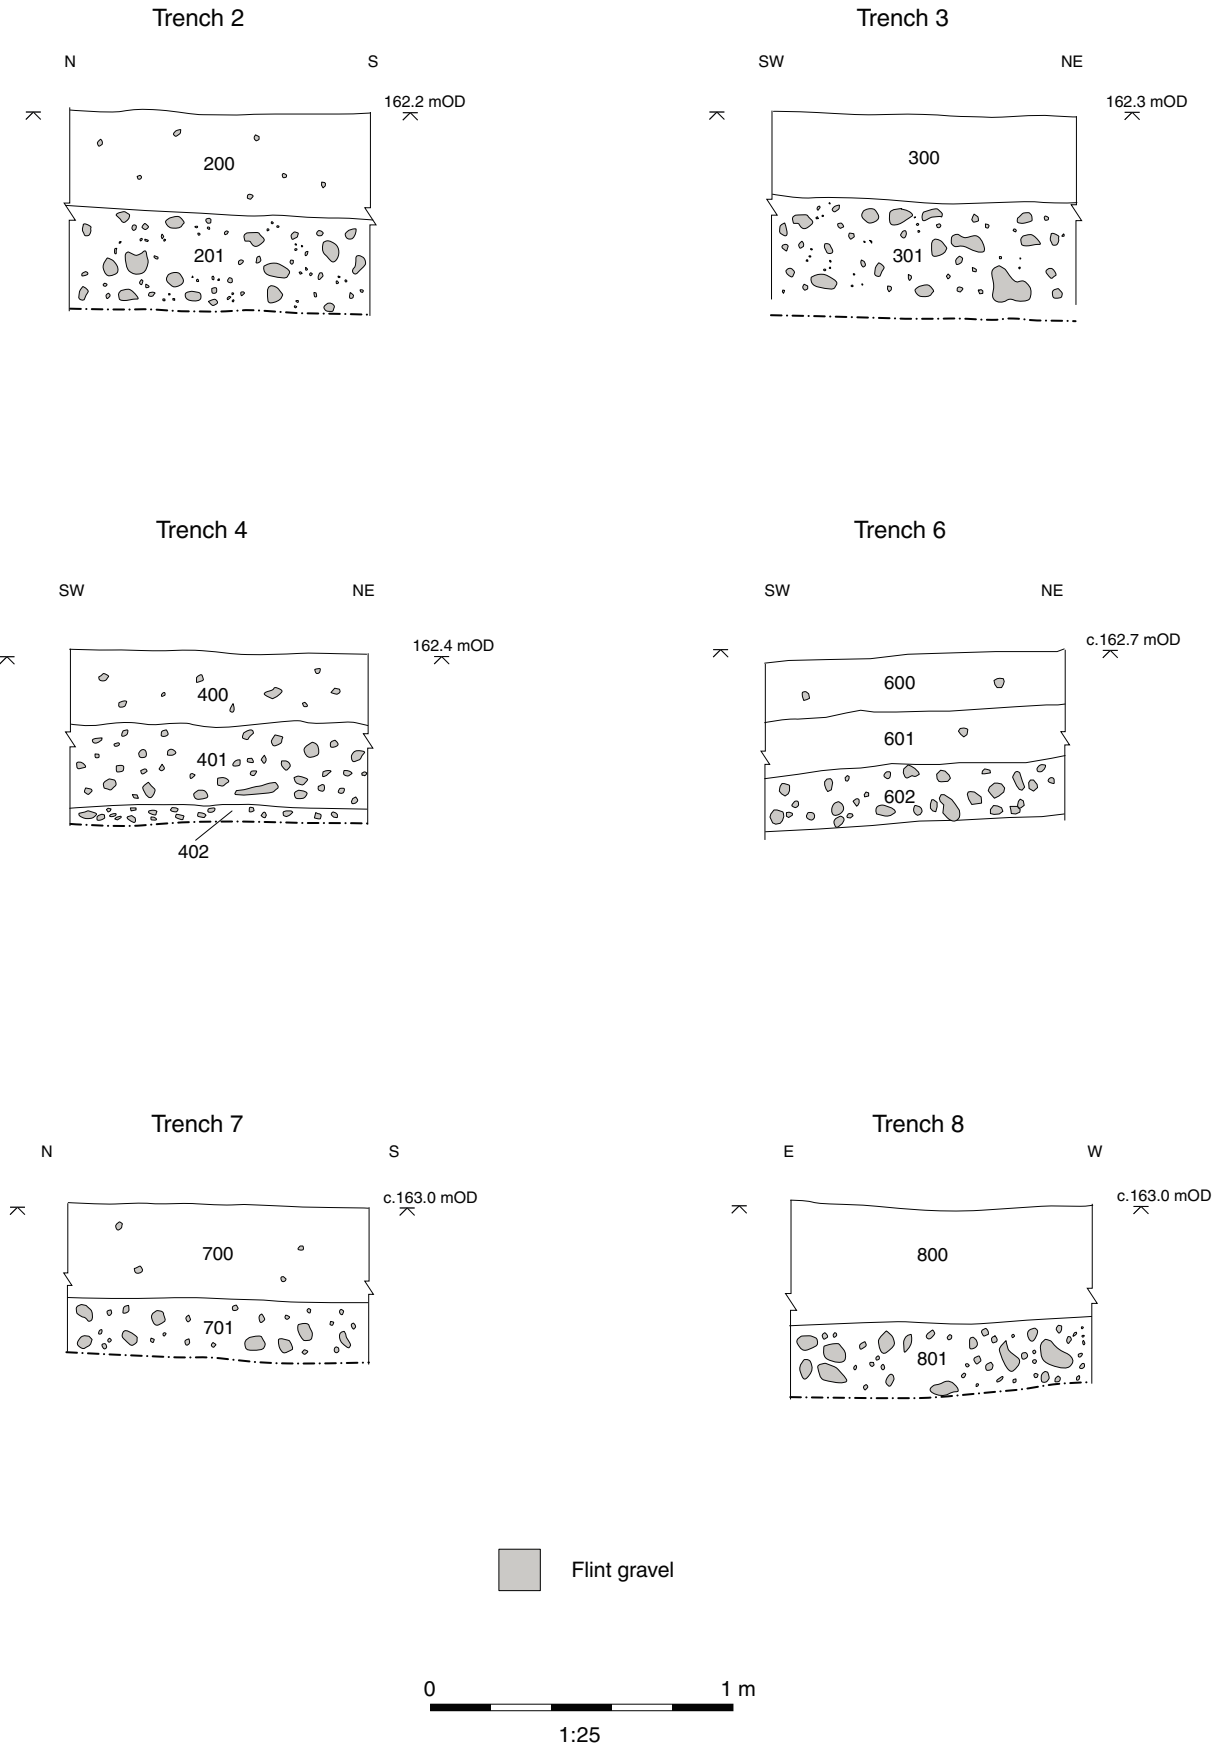 Trench 2
N S
162.2 mOD
200
201
Trench 3
SW NE
162.3 mOD
300
301
Trench 4
SW NE
162.4 mOD
400
401
402
Trench 6
SW NE
c.162.7 mOD
600
601
602
Trench 7
N S
c.163.0 mOD
700
701
Trench 8
E W
c.163.0 mOD
800
801
Flint gravel
0 1 m
1:25